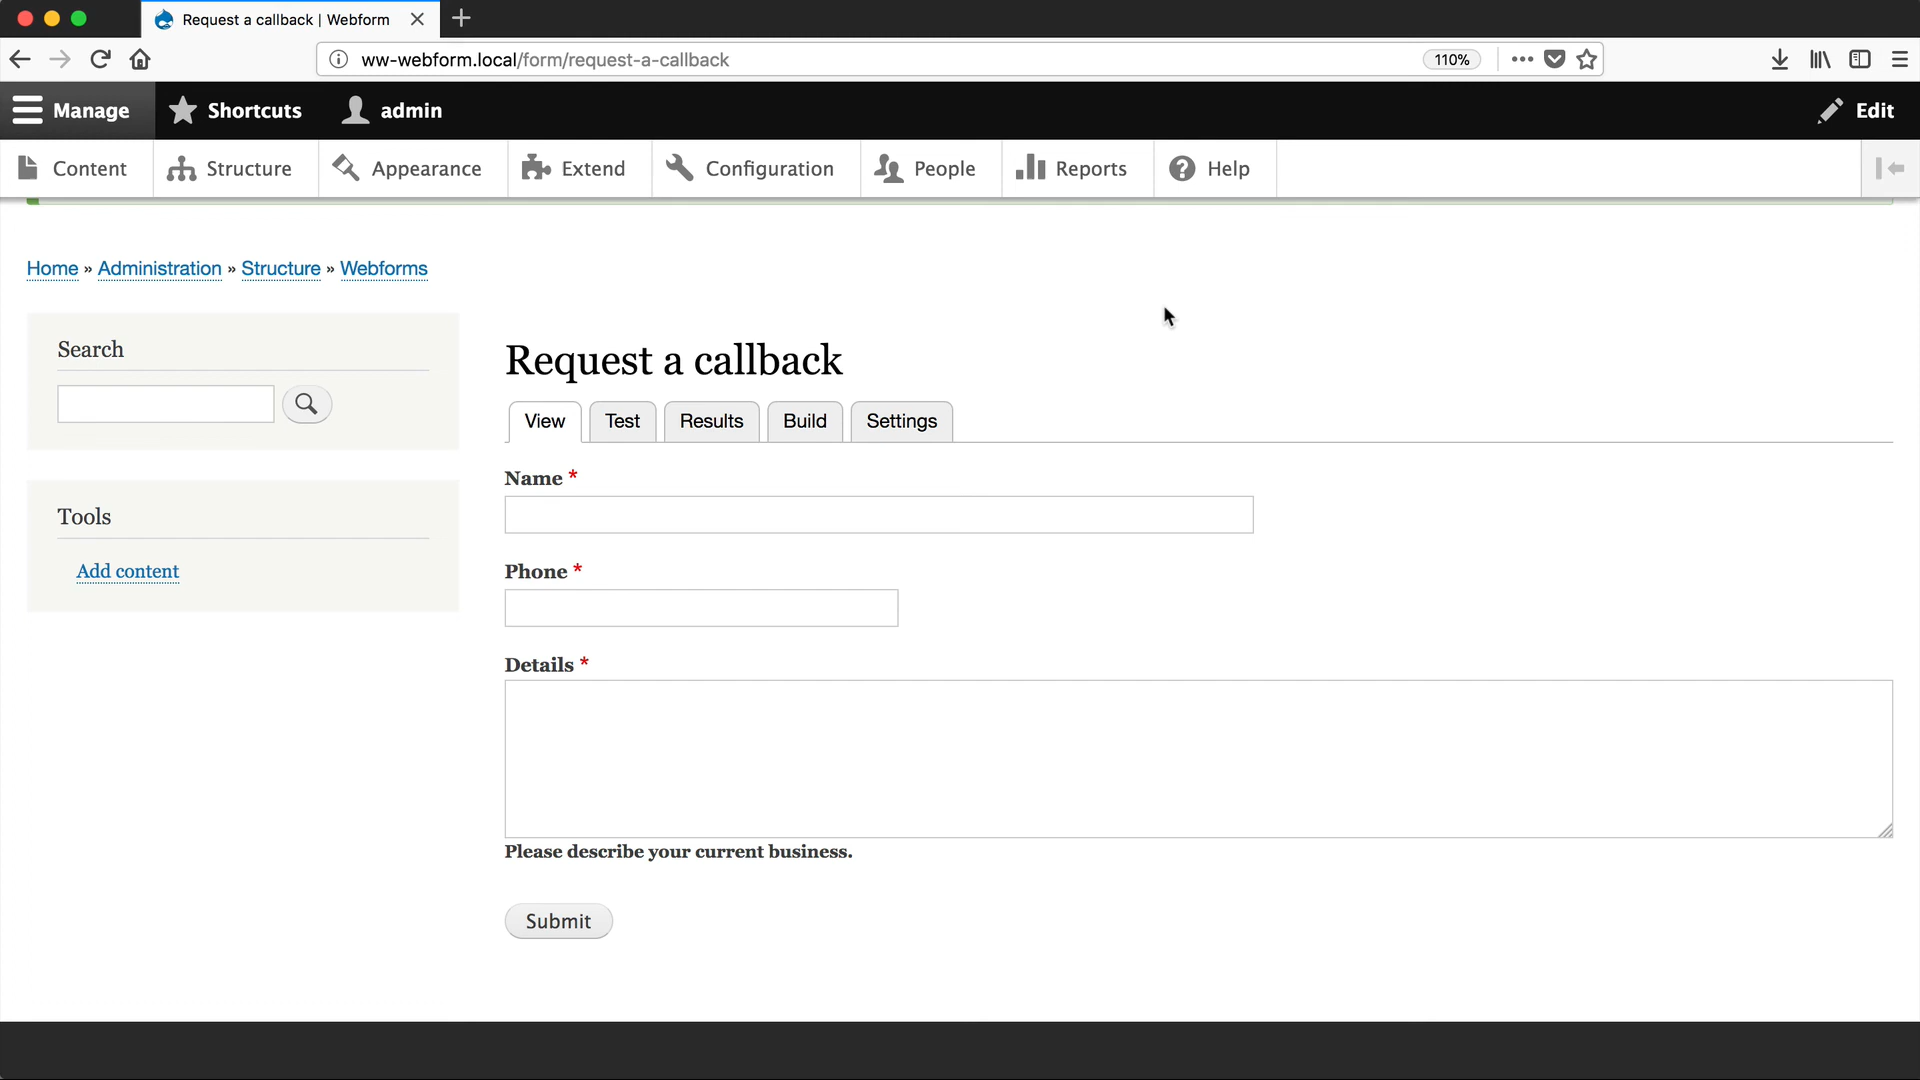 Request a callback | Webform
ww-webform.local/form/request-a-callback
110%
Manage
Shortcuts
admin
Edit
Content
Structure
Appearance
Extend
Configuration
People
Reports
Help
Home » Administration » Structure » Webforms
Search
Tools
Add content
Request a callback
View
Test
Results
Build
Settings
Name *
Phone *
Details *
Please describe your current business.
Submit